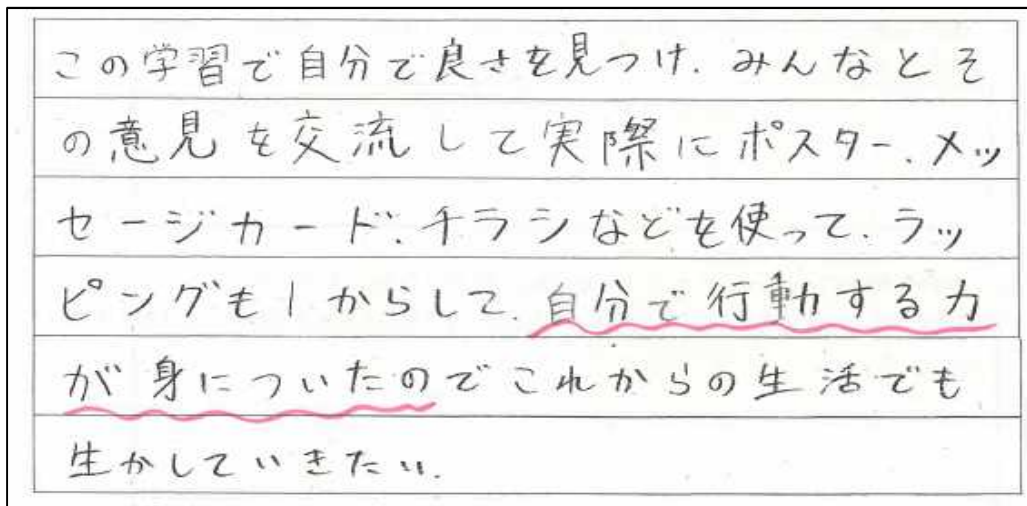 この学習で自分で良さを見つけ、みんなとそ
の意見を交流して実際にポスター、メッ
セージカード、チラシなどを使って、ラッ
ピングも1からして、自分で行動する力
が身についたのでこれからの生活でも
生かしていきたい。